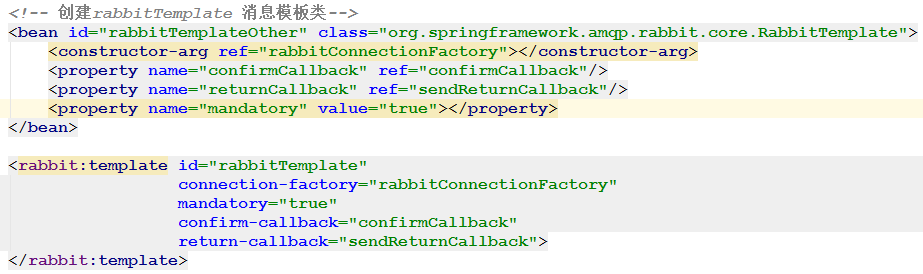 <!-- 创建rabbitTemplate 消息模板类-->
<bean id="rabbitTemplateOther" class="org.springframework.amqp.rabbit.core.RabbitTemplate">
    <constructor-arg ref="rabbitConnectionFactory"></constructor-arg>
    <property name="confirmCallback" ref="confirmCallback"/>
    <property name="returnCallback" ref="sendReturnCallback"/>
    <property name="mandatory" value="true"></property>
</bean>
<rabbit:template id="rabbitTemplate"
                 connection-factory="rabbitConnectionFactory"
                 mandatory="true"
                 confirm-callback="confirmCallback"
                 return-callback="sendReturnCallback">
</rabbit:template>